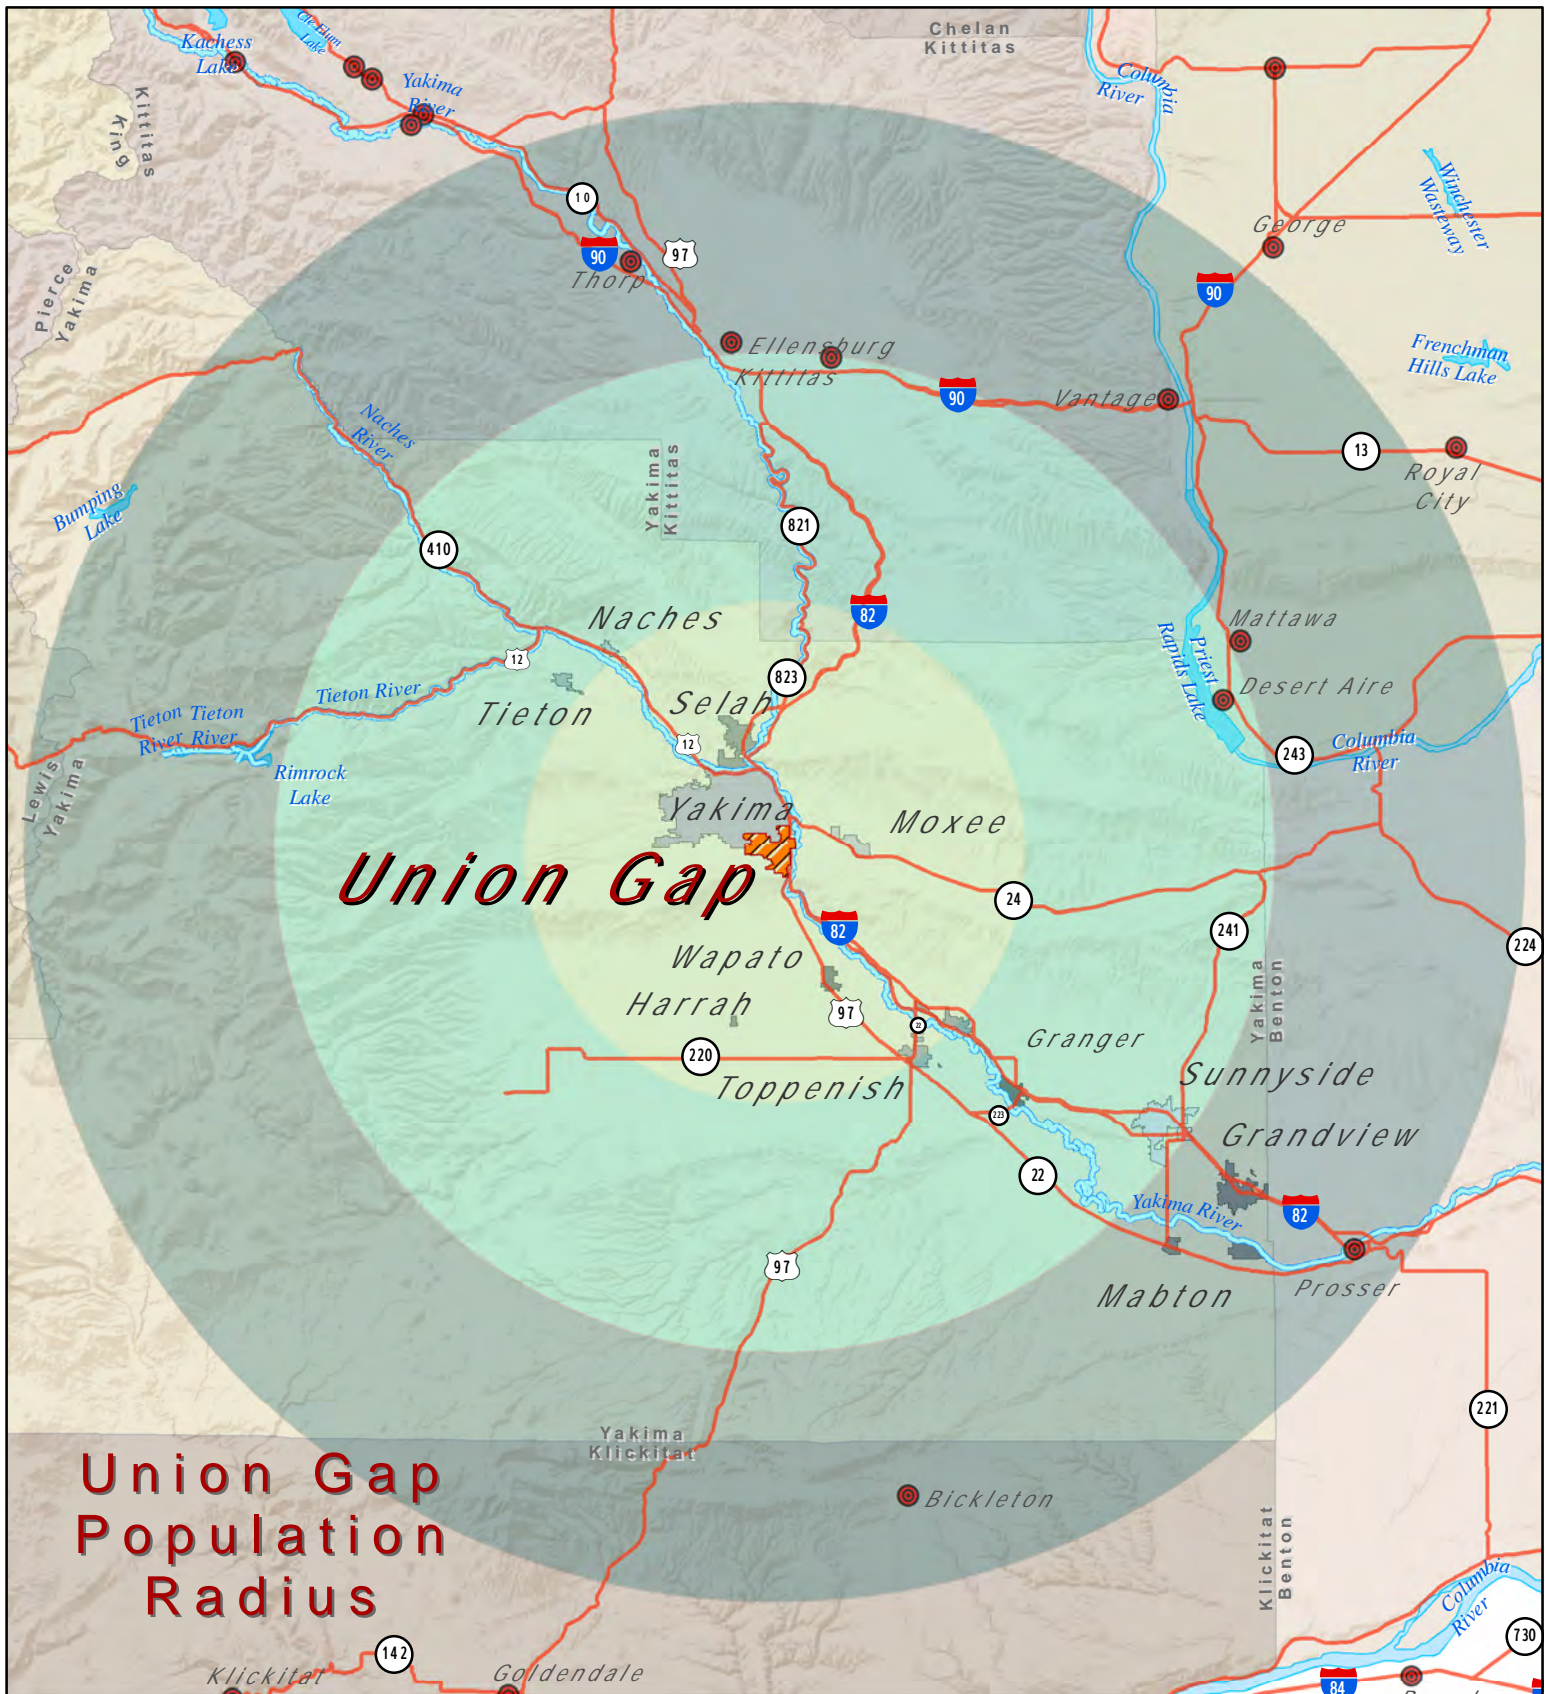 Chelan
Kittitas
Cle Elum
Lake
Kachess
Lake
Yakima
River
Columbia
River
Kittitas
King
Winchester
Wasteway
10
90
97
Thorp
George
90
Pierce
Yakima
Ellensburg
Kittitas
90
Vantage
Frenchman
Hills Lake
Naches
River
13
Royal
City
Yakima
Kittitas
Bumping
Lake
821
410
82
Naches
Mattawa
12
Priest
Rapids Lake
823
Tieton River
Selah
Desert Aire
Tieton
Tieton
River
Tieton
River
12
243
Columbia
River
Rimrock
Lake
Lewis
Yakima
Yakima
Moxee
Union Gap
24
82
241
224
Wapato
Harrah
97
22
Yakima
Benton
Granger
220
Toppenish
Sunnyside
223
Grandview
22
Yakima River
82
97
Mabton
Prosser
221
Yakima
Klickitat
Bickleton
Union Gap
Population
Radius
Klickitat
Benton
Columbia
River
730
142
Klickitat
Goldendale
84